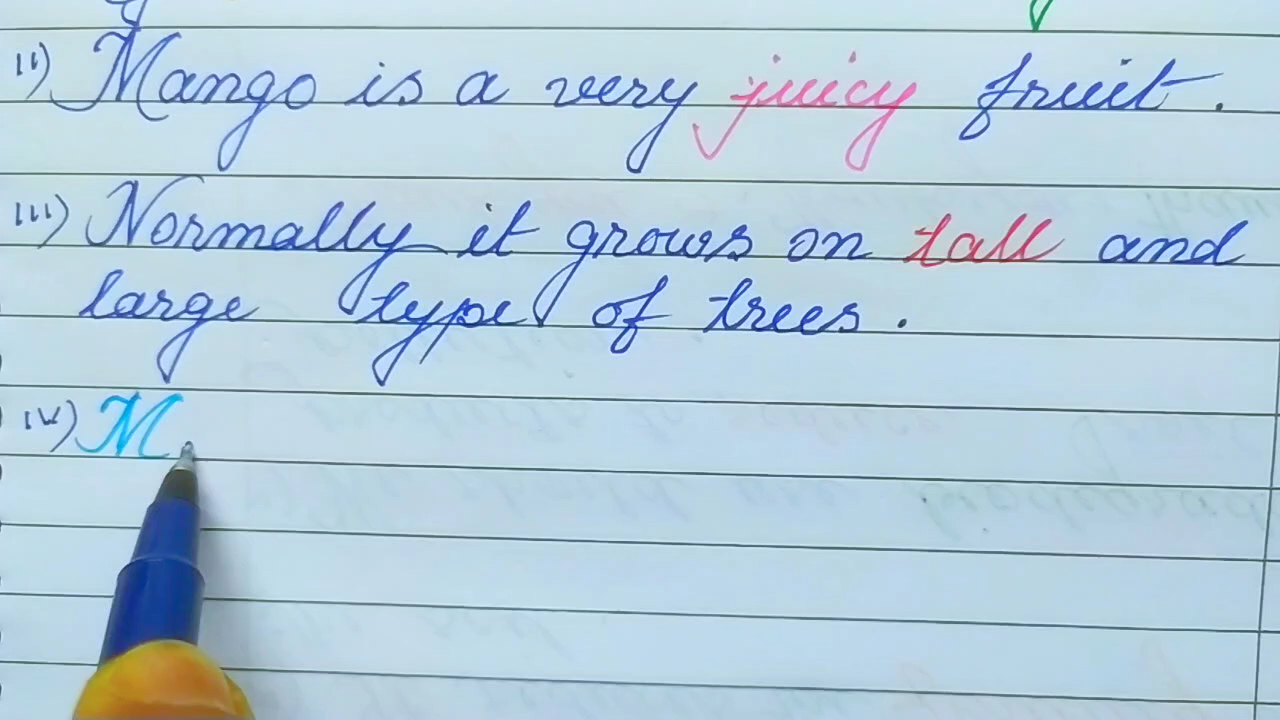 ii) Mango is a very juicy fruit.
iii) Normally it grows on tall and
large type of trees.
iv) M